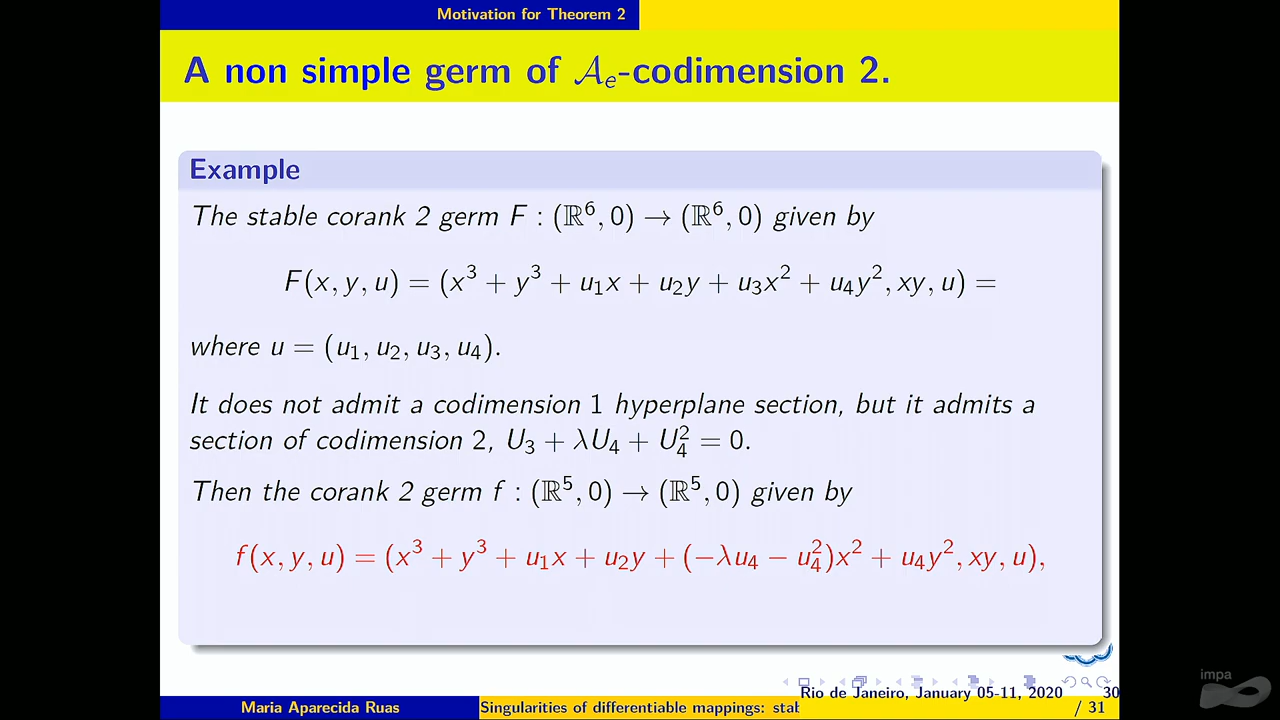 Motivation for Theorem 2
A non simple germ of 𝒜ₑ-codimension 2.
Example
The stable corank 2 germ F : (ℝ⁶, 0) → (ℝ⁶, 0) given by
F(x, y, u) = (x³ + y³ + u₁x + u₂y + u₃x² + u₄y², xy, u) =
where u = (u₁, u₂, u₃, u₄).
It does not admit a codimension 1 hyperplane section, but it admits a
section of codimension 2, U₃ + λU₄ + U₄² = 0.
Then the corank 2 germ f : (ℝ⁵, 0) → (ℝ⁵, 0) given by
f(x, y, u) = (x³ + y³ + u₁x + u₂y + (−λu₄ − u₄²)x² + u₄y², xy, u),
impa
Rio de Janeiro, January 05-11, 2020 30
Maria Aparecida Ruas Singularities of differentiable mappings: stab / 31